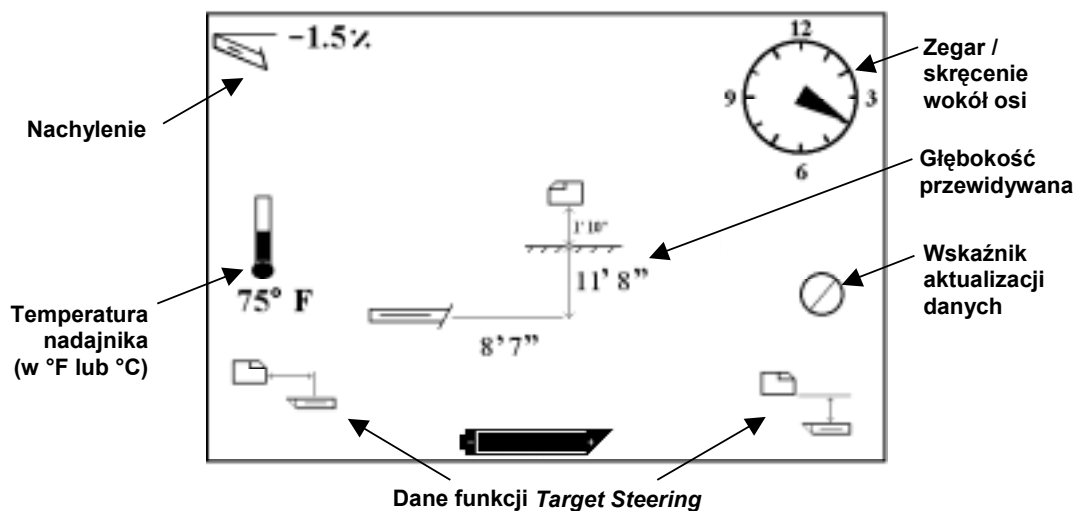 -1.5%
12
9
3
6
Zegar /
skręcenie
wokół osi
Nachylenie
Głębokość
przewidywana
1'10"
11' 8"
75° F
8'7"
Wskaźnik
aktualizacji
danych
Temperatura
nadajnika
(w °F lub °C)
- +
Dane funkcji Target Steering